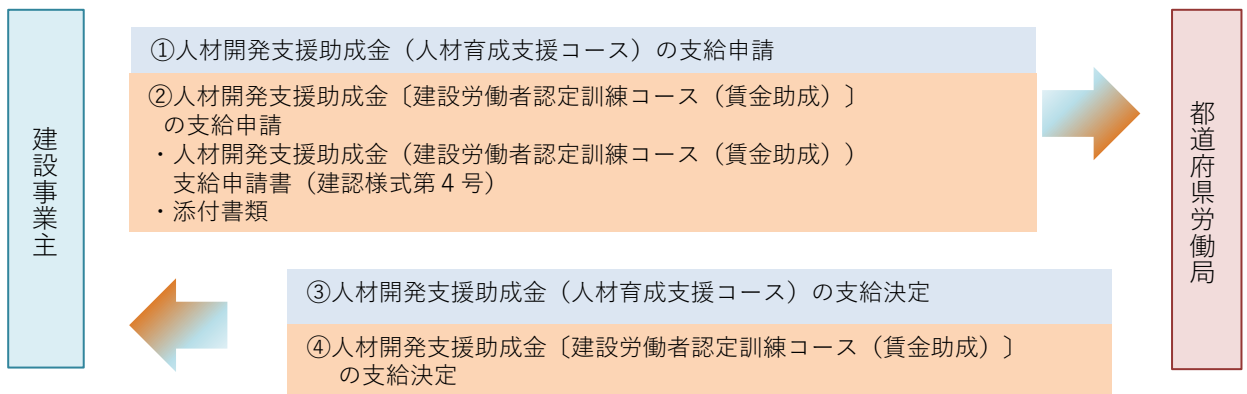 建設事業主
①人材開発支援助成金（人材育成支援コース）の支給申請
②人材開発支援助成金〔建設労働者認定訓練コース（賃金助成）〕
の支給申請
・人材開発支援助成金（建設労働者認定訓練コース（賃金助成））
支給申請書（建認様式第４号）
・添付書類
都道府県労働局
③人材開発支援助成金（人材育成支援コース）の支給決定
④人材開発支援助成金〔建設労働者認定訓練コース（賃金助成）〕
の支給決定